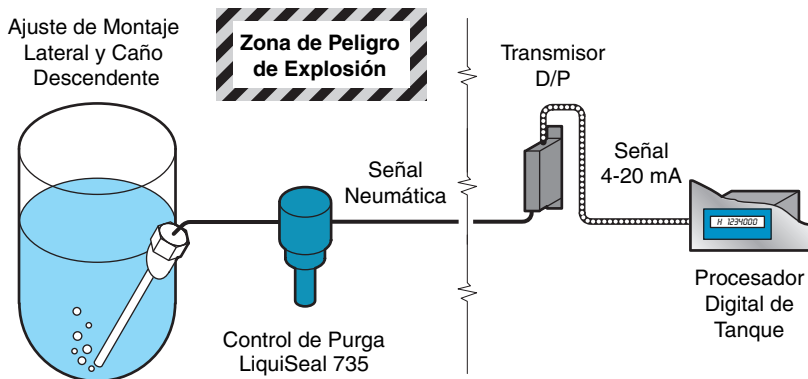 Ajuste de Montaje
Lateral y Caño
Descendente
Zona de Peligro
de Explosión
Transmisor
D/P
Señal
Neumática
Señal
4-20 mA
H 1234000
Control de Purga
LiquiSeal 735
Procesador
Digital de
Tanque